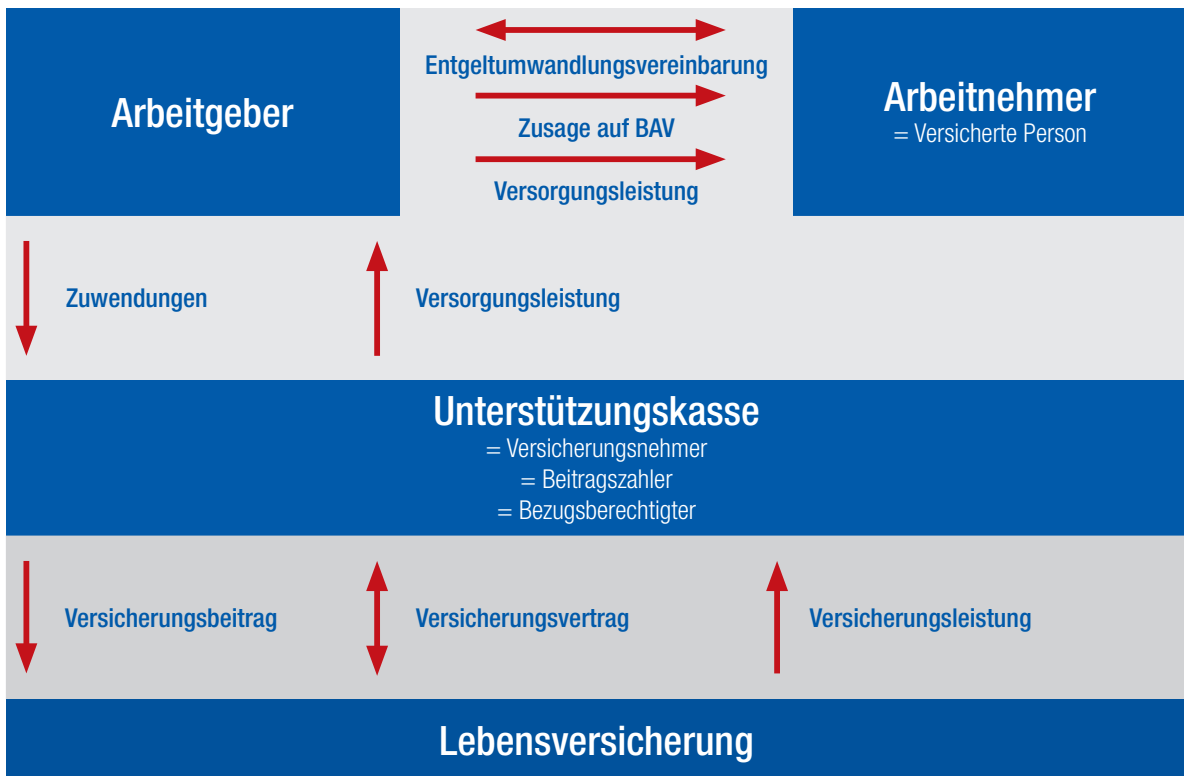 Arbeitgeber
Entgeltumwandlungsvereinbarung
Zusage auf BAV
Versorgungsleistung
Arbeitnehmer
= Versicherte Person
Zuwendungen
Versorgungsleistung
Unterstützungskasse
= Versicherungsnehmer
= Beitragszahler
= Bezugsberechtigter
Versicherungsbeitrag
Versicherungsvertrag
Versicherungsleistung
Lebensversicherung